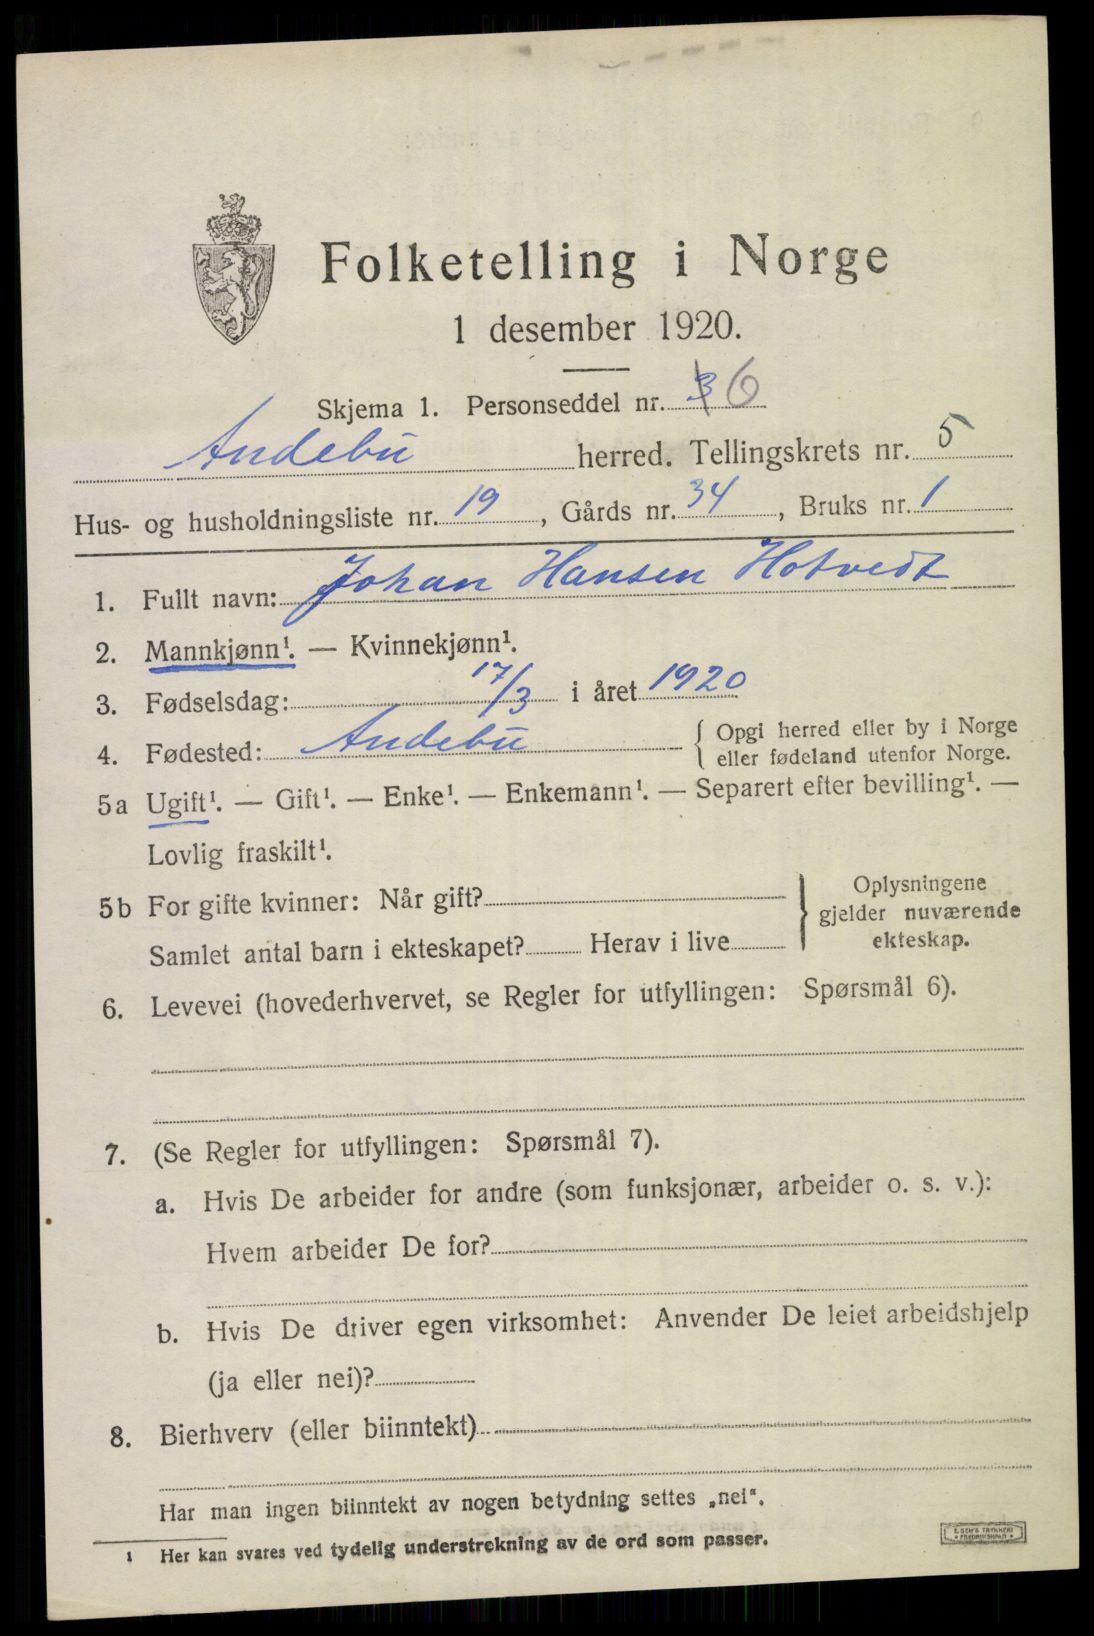 Folketelling i Norge
1 desember 1920.
Skjema 1. Personseddel nr. 3 6
Andebu herred. Tellingskrets nr. 5
Hus- og husholdningsliste nr. 19, Gårds nr. 34, Bruks nr. 1
1. Fullt navn: Johan Hansen Hotvedt
2. Mannkjønn¹. — Kvinnekjønn¹.
3. Fødselsdag: 17/3 i året 1920
4. Fødested: Andebu { Opgi herred eller by i Norge
eller fødeland utenfor Norge.
5a Ugift¹. — Gift¹. — Enke¹. — Enkemann¹. — Separert efter bevilling¹. —
Lovlig fraskilt¹.
5b For gifte kvinner: Når gift?
Samlet antal barn i ekteskapet? Herav i live
} Oplysningene
gjelder nuværende
ekteskap.
6. Levevei (hovederhvervet, se Regler for utfyllingen: Spørsmål 6).
7. (Se Regler for utfyllingen: Spørsmål 7).
a. Hvis De arbeider for andre (som funksjonær, arbeider o. s. v.):
Hvem arbeider De for?
b. Hvis De driver egen virksomhet: Anvender De leiet arbeidshjelp
(ja eller nei)?
8. Bierhverv (eller biinntekt)
Har man ingen biinntekt av nogen betydning settes „nei“.
¹ Her kan svares ved tydelig understrekning av de ord som passer.